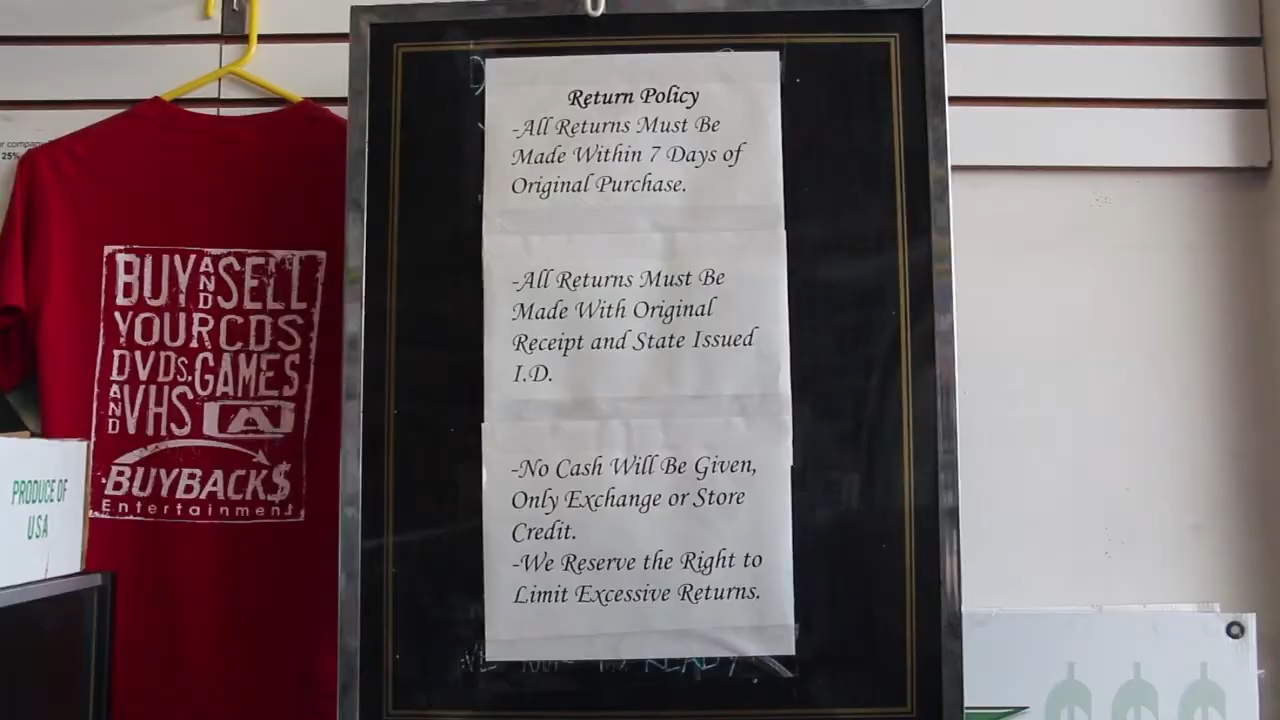 Return Policy
-All Returns Must Be
Made Within 7 Days of
Original Purchase.
-All Returns Must Be
Made With Original
Receipt and State Issued
I.D.
-No Cash Will Be Given,
Only Exchange or Store
Credit.
-We Reserve the Right to
Limit Excessive Returns.
READY
25%
BUY AND SELL
YOUR CDS
DVDs, GAMES
AND VHS
BUYBACK$
Entertainment
PRODUCE OF
USA